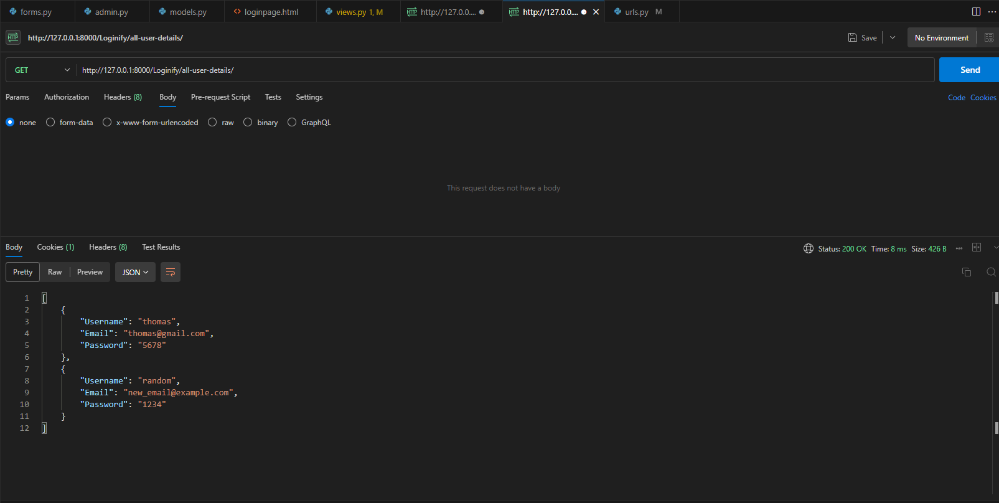 forms.py admin.py models.py <> loginpage.html views.py 1, M HTTP http://127.0.0.... ● HTTP http://127.0.0.... ● × urls.py M ...
HTTP http://127.0.0.1:8000/Loginify/all-user-details/ Save No Environment
GET http://127.0.0.1:8000/Loginify/all-user-details/ Send
Params Authorization Headers (8) Body Pre-request Script Tests Settings Code Cookies
none form-data x-www-form-urlencoded raw binary GraphQL
This request does not have a body
Body Cookies (1) Headers (8) Test Results Status: 200 OK Time: 8 ms Size: 426 B
Pretty Raw Preview JSON
1 [
2 {
3 "Username": "thomas",
4 "Email": "thomas@gmail.com",
5 "Password": "5678"
6 },
7 {
8 "Username": "random",
9 "Email": "new_email@example.com",
10 "Password": "1234"
11 }
12 ]